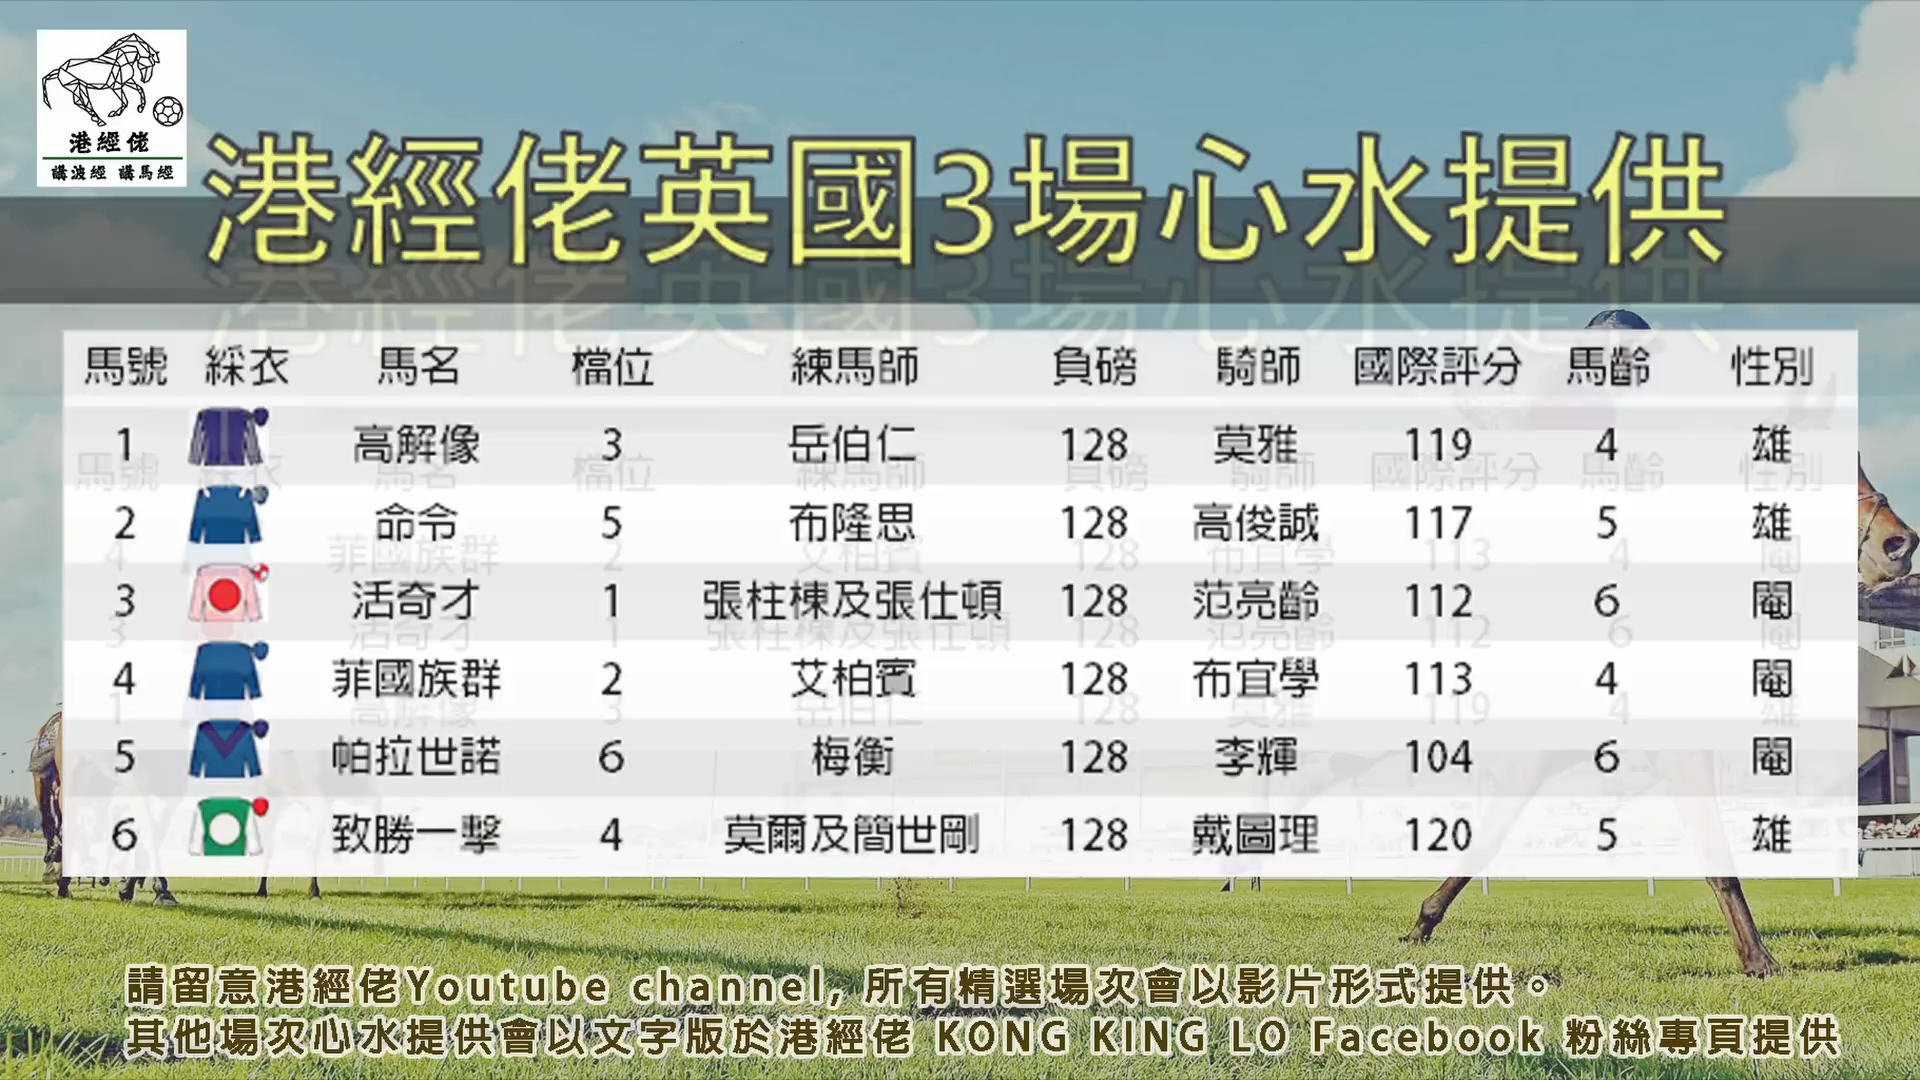 港經佬
講波經 講馬經
港經佬英國3場心水提供
馬號 綵衣 馬名 檔位 練馬師 負磅 騎師 國際評分 馬齡 性別
1 高解像 3 岳伯仁 128 莫雅 119 4 雄
2 命令 5 布隆思 128 高俊誠 117 5 雄
3 活奇才 1 張柱棟及張仕頓 128 范亮齡 112 6 閹
4 菲國族群 2 艾柏賓 128 布宜學 113 4 閹
5 帕拉世諾 6 梅衡 128 李輝 104 6 閹
6 致勝一擊 4 莫爾及簡世剛 128 戴圖理 120 5 雄
請留意港經佬Youtube channel, 所有精選場次會以影片形式提供。
其他場次心水提供會以文字版於港經佬 KONG KING LO Facebook 粉絲專頁提供